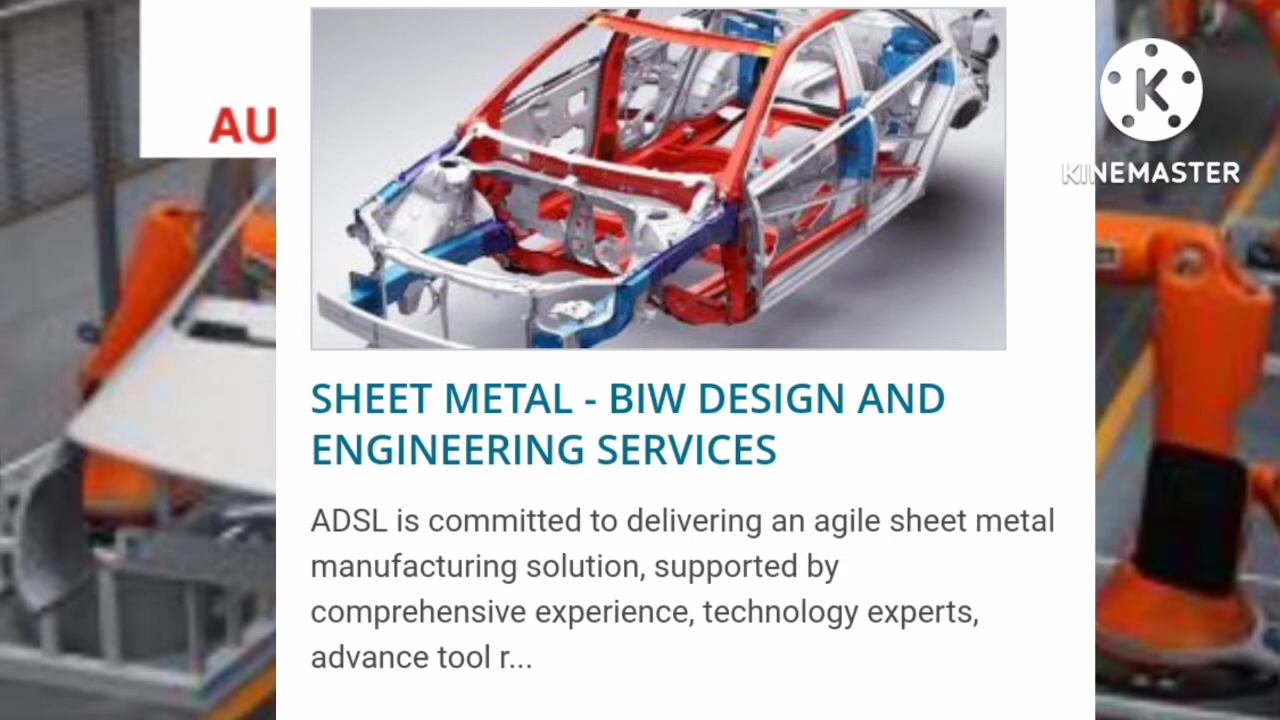 AU
K
KINEMASTER
SHEET METAL - BIW DESIGN AND
ENGINEERING SERVICES
ADSL is committed to delivering an agile sheet metal
manufacturing solution, supported by
comprehensive experience, technology experts,
advance tool r...